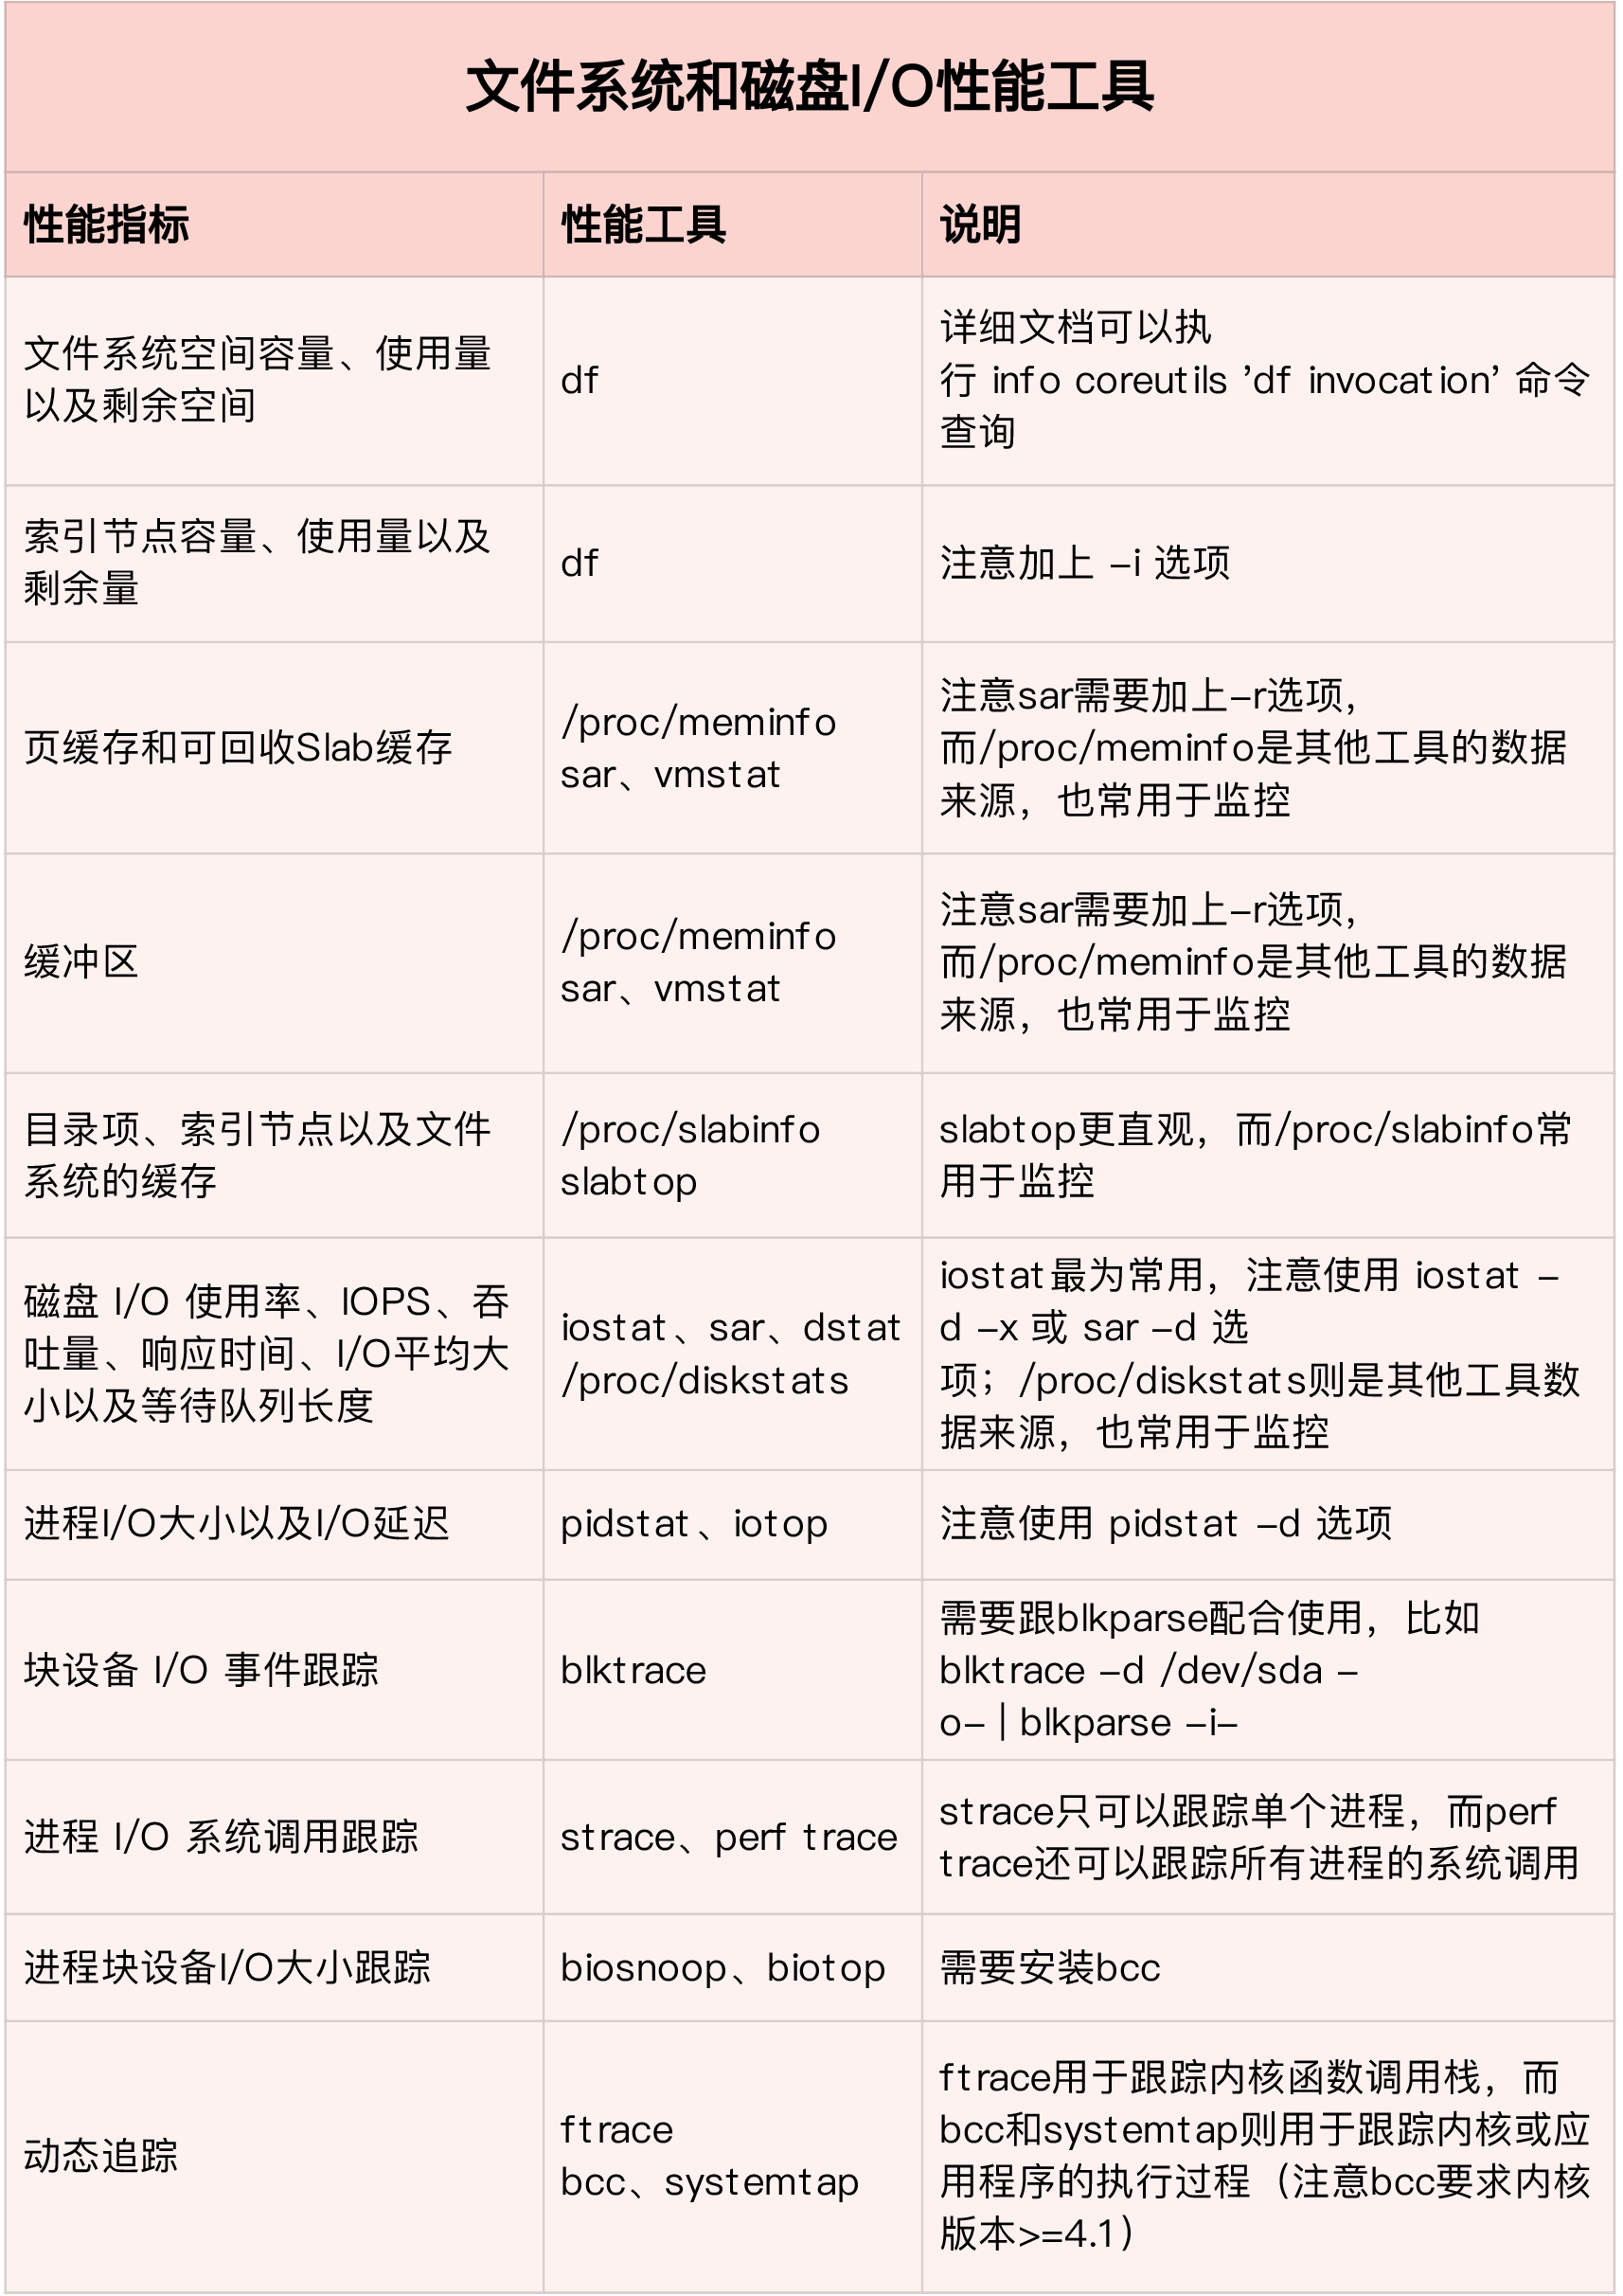 文件系统和磁盘I/O性能工具
性能指标
性能工具
说明
文件系统空间容量、使用量
以及剩余空间
df
详细文档可以执
行 info coreutils ’df invocation’ 命令
查询
索引节点容量、使用量以及
剩余量
df
注意加上 –i 选项
页缓存和可回收Slab缓存
/proc/meminfo
sar、vmstat
注意sar需要加上–r选项，
而/proc/meminfo是其他工具的数据
来源，也常用于监控
缓冲区
/proc/meminfo
sar、vmstat
注意sar需要加上–r选项，
而/proc/meminfo是其他工具的数据
来源，也常用于监控
目录项、索引节点以及文件
系统的缓存
/proc/slabinfo
slabtop
slabtop更直观，而/proc/slabinfo常
用于监控
磁盘 I/O 使用率、IOPS、吞
吐量、响应时间、I/O平均大
小以及等待队列长度
iostat、sar、dstat
/proc/diskstats
iostat最为常用，注意使用 iostat –
d –x 或 sar –d 选
项；/proc/diskstats则是其他工具数
据来源，也常用于监控
进程I/O大小以及I/O延迟
pidstat、iotop
注意使用 pidstat –d 选项
块设备 I/O 事件跟踪
blktrace
需要跟blkparse配合使用，比如
blktrace –d /dev/sda –
o– | blkparse –i–
进程 I/O 系统调用跟踪
strace、perf trace
strace只可以跟踪单个进程，而perf
trace还可以跟踪所有进程的系统调用
进程块设备I/O大小跟踪
biosnoop、biotop
需要安装bcc
动态追踪
ftrace
bcc、systemtap
ftrace用于跟踪内核函数调用栈，而
bcc和systemtap则用于跟踪内核或应
用程序的执行过程（注意bcc要求内核
版本>=4.1）